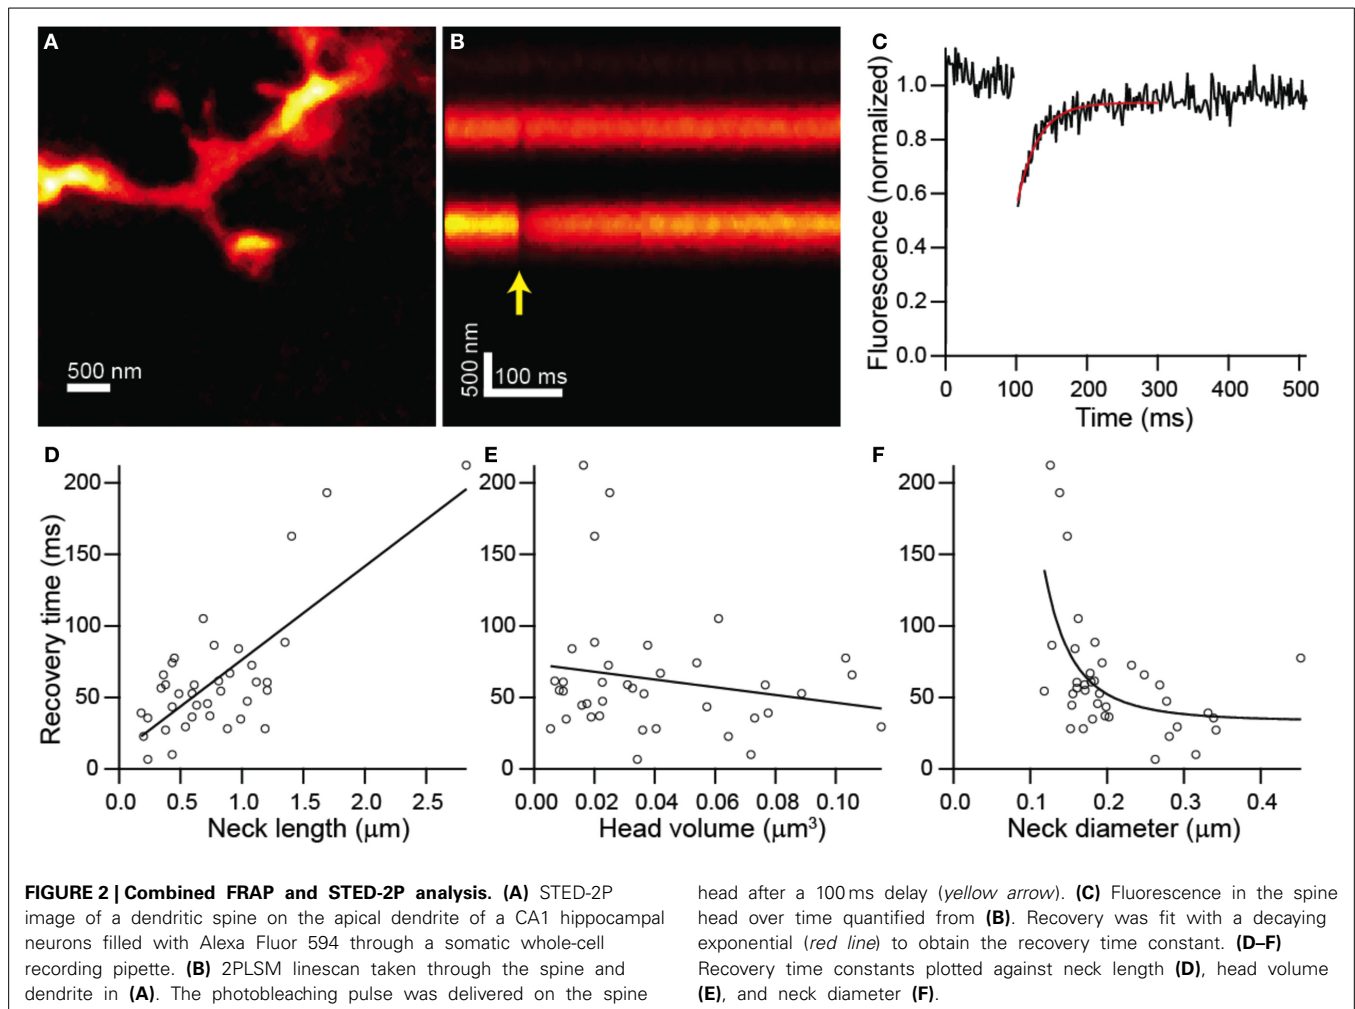 A
B
C
500 nm
500 nm
100 ms
Fluorescence (normalized)
1.0
0.8
0.6
0.4
0.2
0.0
0 100 200 300 400 500
Time (ms)
D
E
F
Recovery time (ms)
200
150
100
50
0
0.0 0.5 1.0 1.5 2.0 2.5
Neck length (μm)
200
150
100
50
0
0.00 0.02 0.04 0.06 0.08 0.10
Head volume (μm³)
200
150
100
50
0
0.0 0.1 0.2 0.3 0.4
Neck diameter (μm)
FIGURE 2 | Combined FRAP and STED-2P analysis. (A) STED-2P
image of a dendritic spine on the apical dendrite of a CA1 hippocampal
neurons filled with Alexa Fluor 594 through a somatic whole-cell
recording pipette. (B) 2PLSM linescan taken through the spine and
dendrite in (A). The photobleaching pulse was delivered on the spine
head after a 100 ms delay (yellow arrow). (C) Fluorescence in the spine
head over time quantified from (B). Recovery was fit with a decaying
exponential (red line) to obtain the recovery time constant. (D–F)
Recovery time constants plotted against neck length (D), head volume
(E), and neck diameter (F).